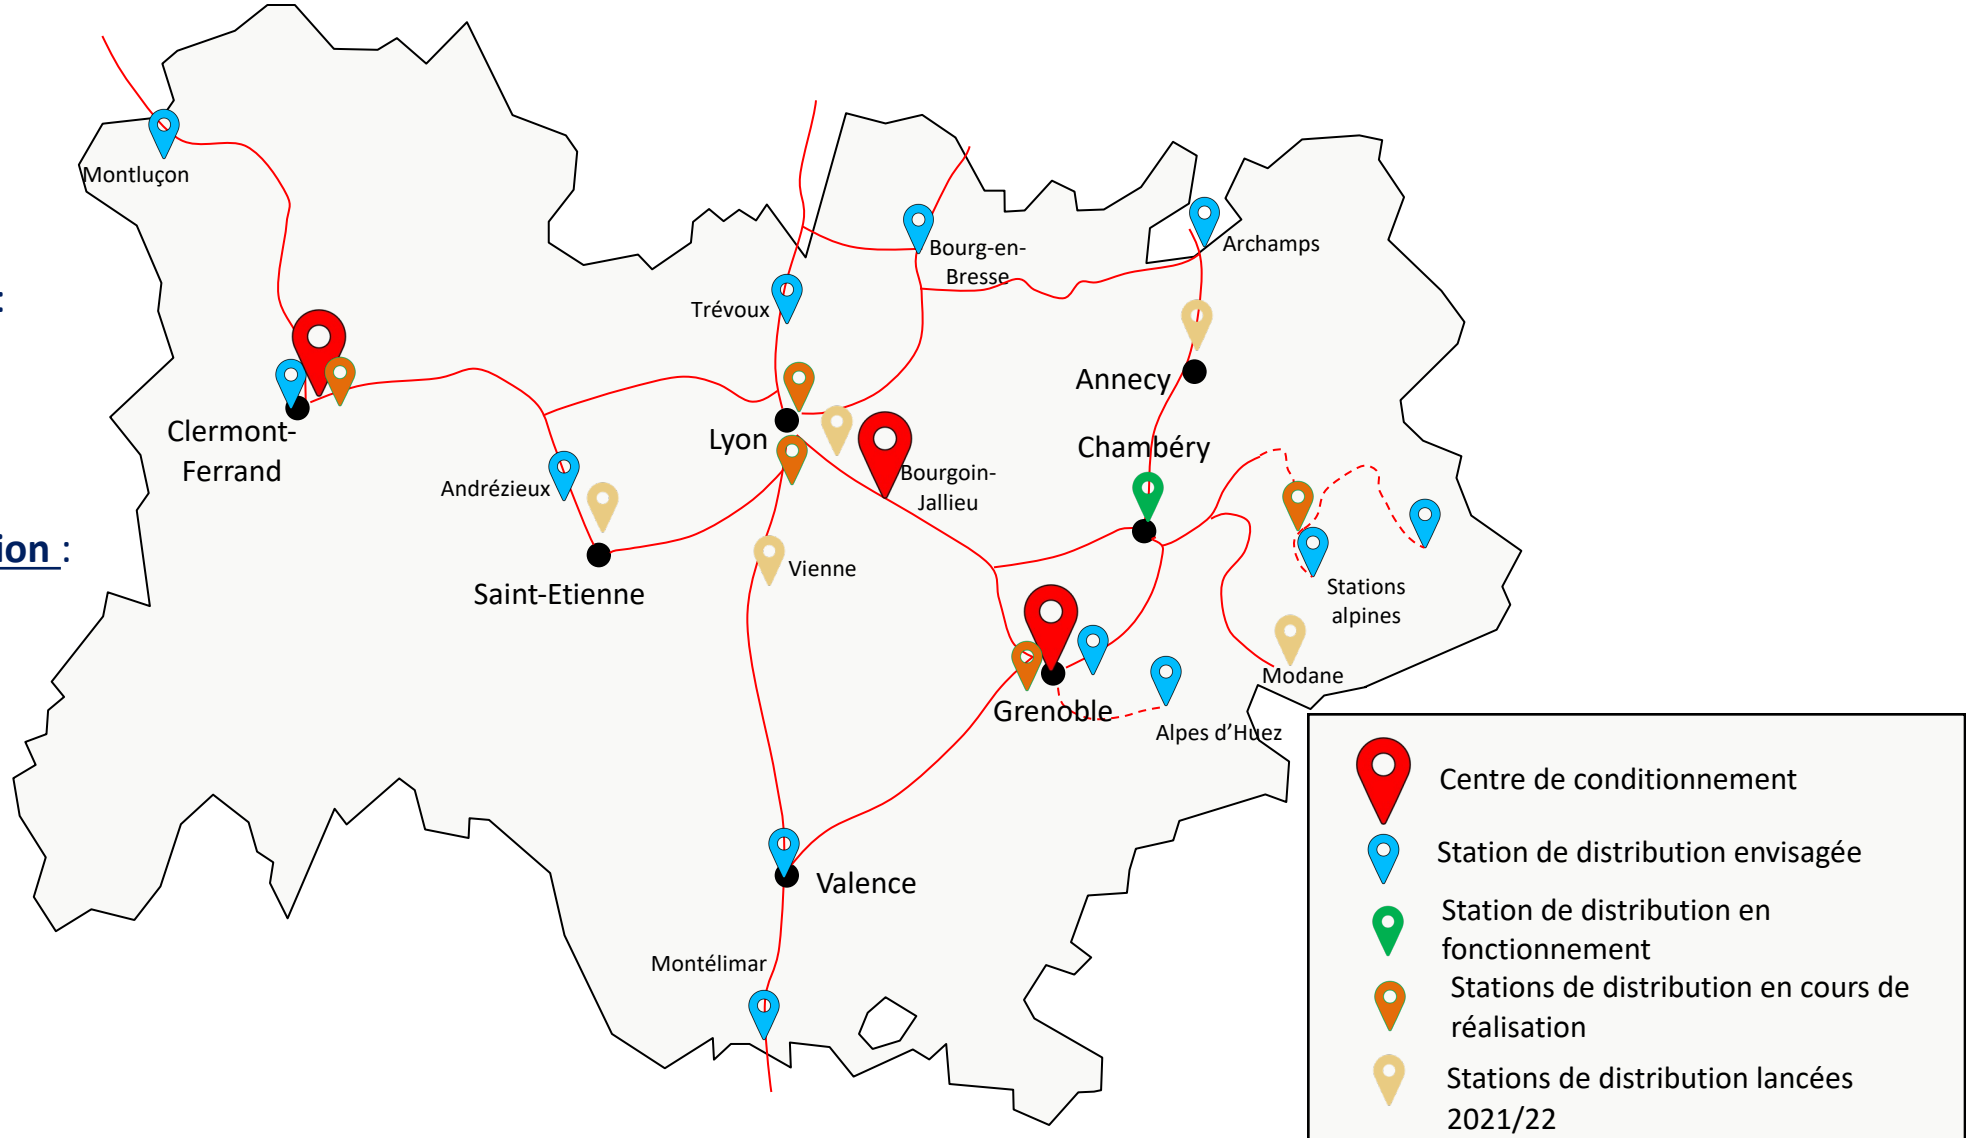 Montluçon
Bourg-en-
Bresse
Archamps
:
Trévoux
Annecy
Clermont-
Ferrand
Lyon
Chambéry
Bourgoin-
Jallieu
Andrézieux
ion :
Vienne
Saint-Etienne
Stations
alpines
Modane
Grenoble
Alpes d’Huez
Valence
Montélimar
Centre de conditionnement
Station de distribution envisagée
Station de distribution en
fonctionnement
Stations de distribution en cours de
réalisation
Stations de distribution lancées
2021/22